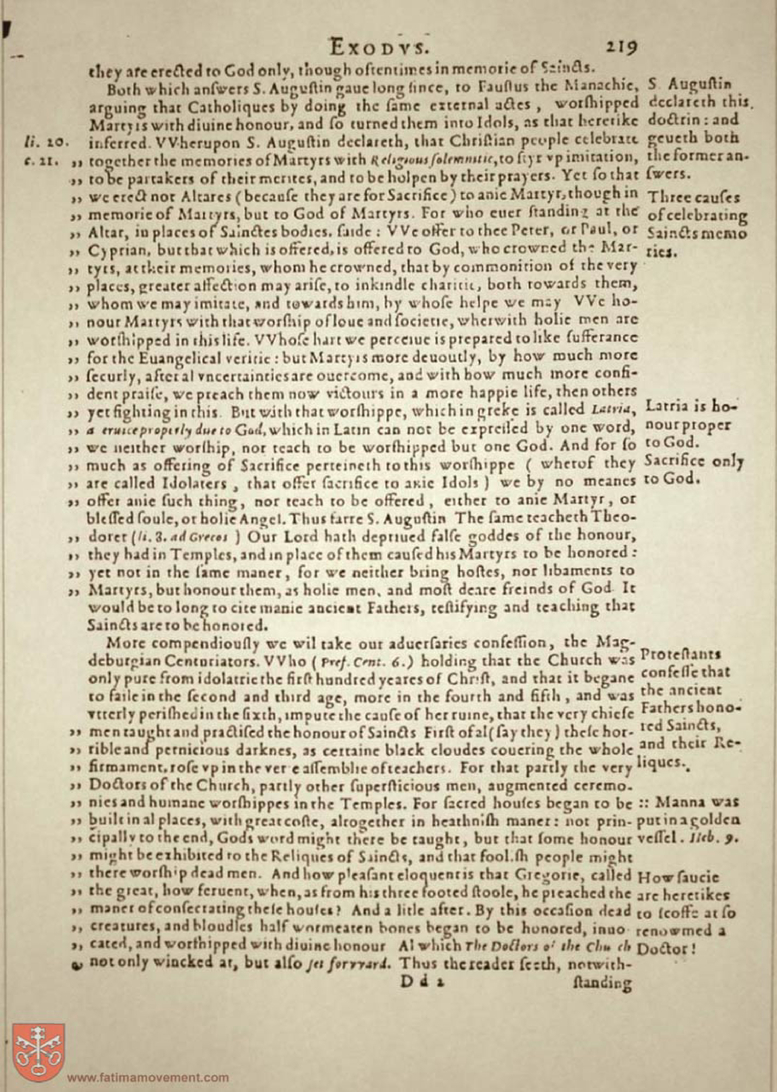 EXODVS. 219
they are erected to God only, though oftentimes in memorie of Saincts.
Both which anſwers S. Auguſtin gaue long ſince, to Fauſtus the Manachie,
arguing that Catholiques by doing the ſame external actes, worſhipped
Martyrs with diuine honour, and ſo turned them into Idols, as that heretike
inferred. VVherupon S. Auguſtin declareth, that Chriſtian people celebrate
,, together the memories of Martyrs with Religious ſolemnitie, to ſtyr vp imitation,
,, to be partakers of their merites, and to be holpen by their prayers. Yet ſo that
,, we erect not Altares (becauſe they are for Sacrifice) to anie Martyr, though in
,, memorie of Martyrs, but to God of Martyrs. For who euer ſtanding at the
,, Altar, in places of Sainctes bodies, ſaide: VVe offer to thee Peter, or Paul, or
,, Cyprian, but that which is offered, is offered to God, who crowned the Mar-
,, tyrs, at their memories, whom he crowned, that by commonition of the very
,, places, greater affection may ariſe, to inkindle charitie, both towards them,
,, whom we may imitate, and towards him, by whoſe helpe we may VVe ho-
,, nour Martyrs with that worſhip of loue and ſocietie, wherwith holie men are
,, worſhipped in this life. VVhoſe hart we perceiue is prepared to like ſufferance
,, for the Euangelical veritie: but Martyrs more deuoutly, by how much more
,, ſecurly, after al vncertainties are ouercome, and with how much more confi-
,, dent praiſe, we preach them now victours in a more happie life, then others
,, yet fighting in this. But with that worſhippe, which in greke is called Latria,
,, a ſeruice properly due to God, which in Latin can not be expreſſed by one word,
,, we neither worſhip, nor teach to be worſhipped but one God. And for ſo
,, much as offering of Sacrifice perteineth to this worſhippe (wherof they
,, are called Idolaters, that offer ſacrifice to anie Idols) we by no meanes
,, offer anie ſuch thing, nor teach to be offered, either to anie Martyr, or
bleſſed ſoule, or holie Angel. Thus farre S. Auguſtin The ſame teacheth Theo-
,, doret (li. 8. ad Grecos) Our Lord hath depriued falſe goddes of the honour,
,, they had in Temples, and in place of them cauſed his Martyrs to be honored:
,, yet not in the ſame maner, for we neither bring hoſtes, nor libaments to
,, Martyrs, but honour them, as holie men, and moſt deare freinds of God It
would be to long to cite manie ancient Fathers, teſtifying and teaching that
Saincts are to be honored.
More compendiouſly we wil take our aduerſaries confeſſion, the Mag-
deburgian Centuriators. VVho (Pref. Cent. 6.) holding that the Church was
only pure from idolatrie the firſt hundred yeares of Chriſt, and that it begane
to faile in the ſecond and third age, more in the fourth and fifth, and was
vtterly periſhed in the ſixth, impute the cauſe of her ruine, that the very chiefe
,, men taught and practiſed the honour of Saincts Firſt of al (ſay they) theſe hor-
,, rible and pernicious darknes, as certaine black cloudes couering the whole
,, firmament, roſe vp in the verie aſſemblie of teachers. For that partly the very
,, Doctors of the Church, partly other ſuperſticious men, augmented ceremo-
,, nies and humane worſhippes in the Temples. For ſacred houſes began to be
,, built in al places, with great coſte, altogether in heathniſh maner: not prin-
,, cipally to the end, Gods word might there be taught, but that ſome honour
,, might be exhibited to the Reliques of Saincts, and that fooliſh people might
,, there worſhip dead men. And how pleaſant eloquent is that Gregorie, called
,, the great, how feruent, when, as from his three footed ſtoole, he preached the
,, maner of conſecrating theſe houſes? And a litle after. By this occaſion dead
,, creatures, and bloudles half wormeaten bones began to be honored, inuo-
,, cated, and worſhipped with diuine honour Al which The Doctors of the Church
,, not only wincked at, but also ſet forvvard. Thus the reader ſeeth, notwith-
Dd 2 ſtanding
li. 20.
c. 21.
S. Auguſtin
declareth this
doctrin: and
geueth both
the former an-
ſwers.
Three cauſes
of celebrating
Saincts memo
ries.
Latria is ho-
nour proper
to God.
Sacrifice only
to God.
Proteſtants
confeſſe that
the ancient
Fathers hono-
red Saincts,
and their Re-
liques.
:: Manna was
put in a golden
veſſel. Heb. 9.
How ſaucie
are heretikes
to ſcoffe at ſo
renowmed a
Doctor!
www.fatimamovement.com